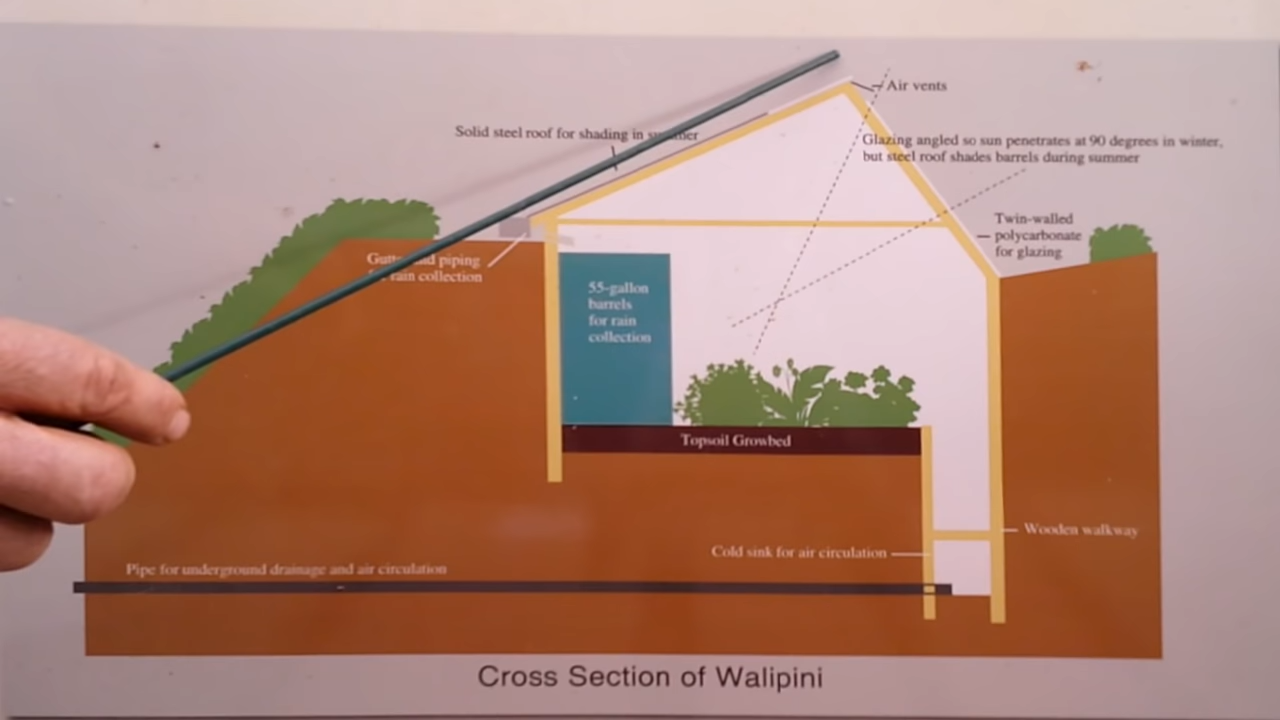 Air vents
Solid steel roof for shading in summer
Glazing angled so sun penetrates at 90 degrees in winter,
but steel roof shades barrels during summer
Twin-walled
polycarbonate
for glazing
piping
rain collection
55-gallon
barrels
for rain
collection
Topsoil Growbed
Wooden walkway
Cold sink for air circulation
Pipe for underground drainage and air circulation
Cross Section of Walipini